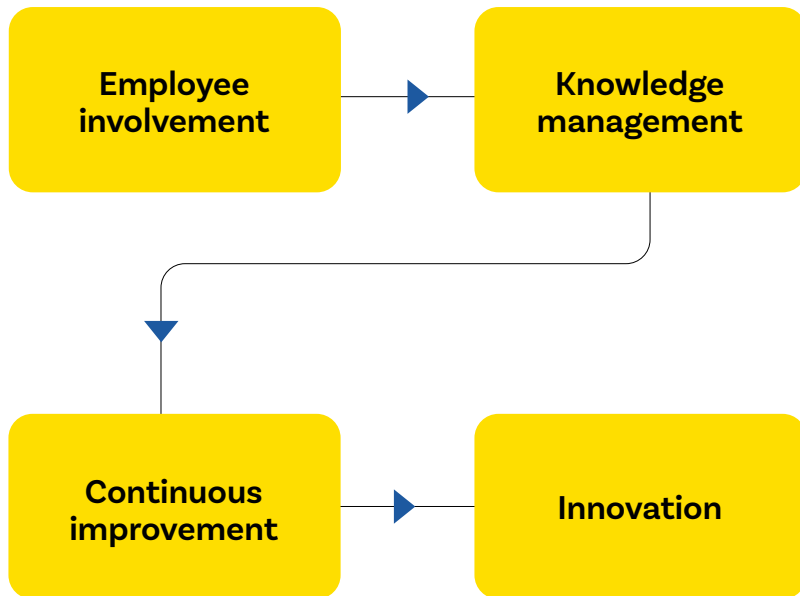 Employee
involvement
Knowledge
management
Continuous
improvement
Innovation